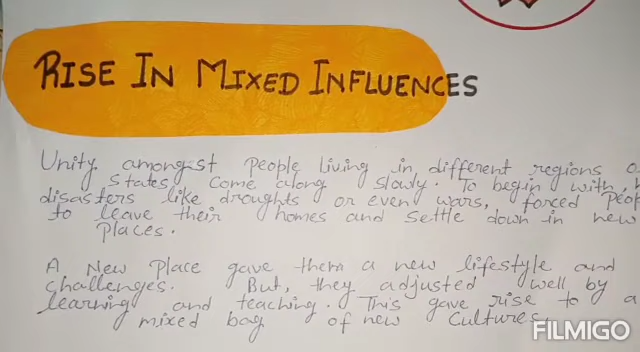 RISE IN MIXED INFLUENCES
Unity amongst people living in different regions
States come along slowly. To begin with,
disasters like droughts or even wars, forced
to leave their homes and settle down in new
places.
A New Place gave them a new lifestyle and
challenges. But, they adjusted well by
learning and teaching. This gave rise to a
mixed bag of new cultures.
FILMIGO